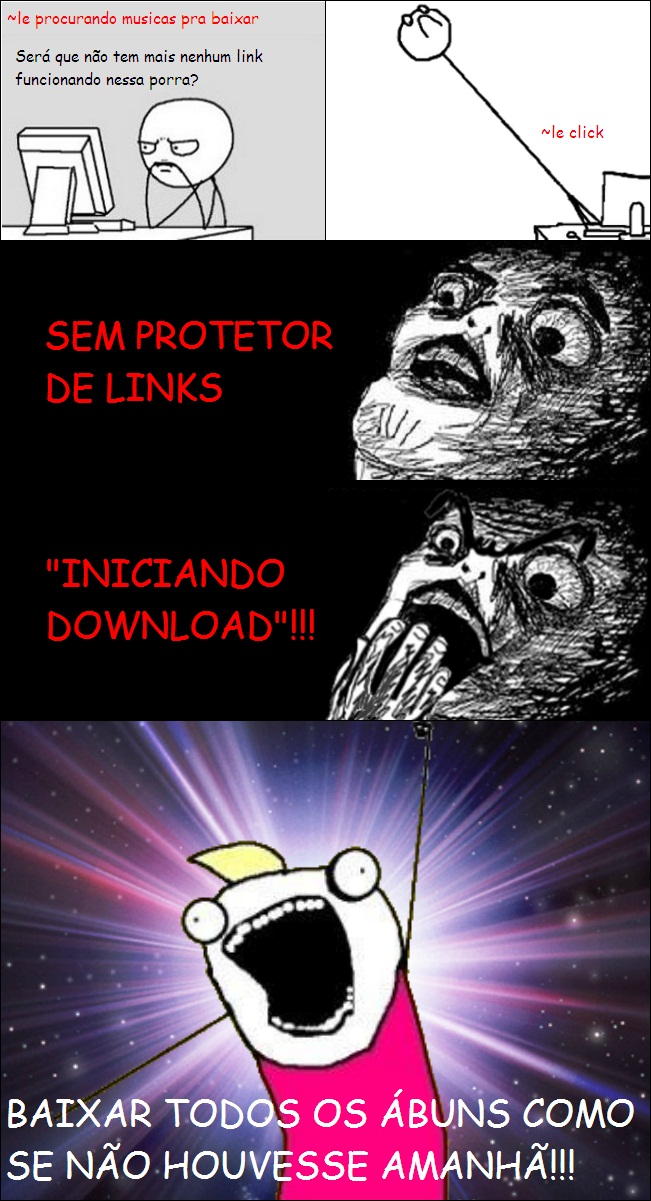 ~le procurando musicas pra baixar
Será que não tem mais nenhum link
funcionando nessa porra?
~le click
SEM PROTETOR
DE LINKS
"INICIANDO
DOWNLOAD"!!!
BAIXAR TODOS OS ÁBUNS COMO
SE NÃO HOUVESSE AMANHÃ!!!